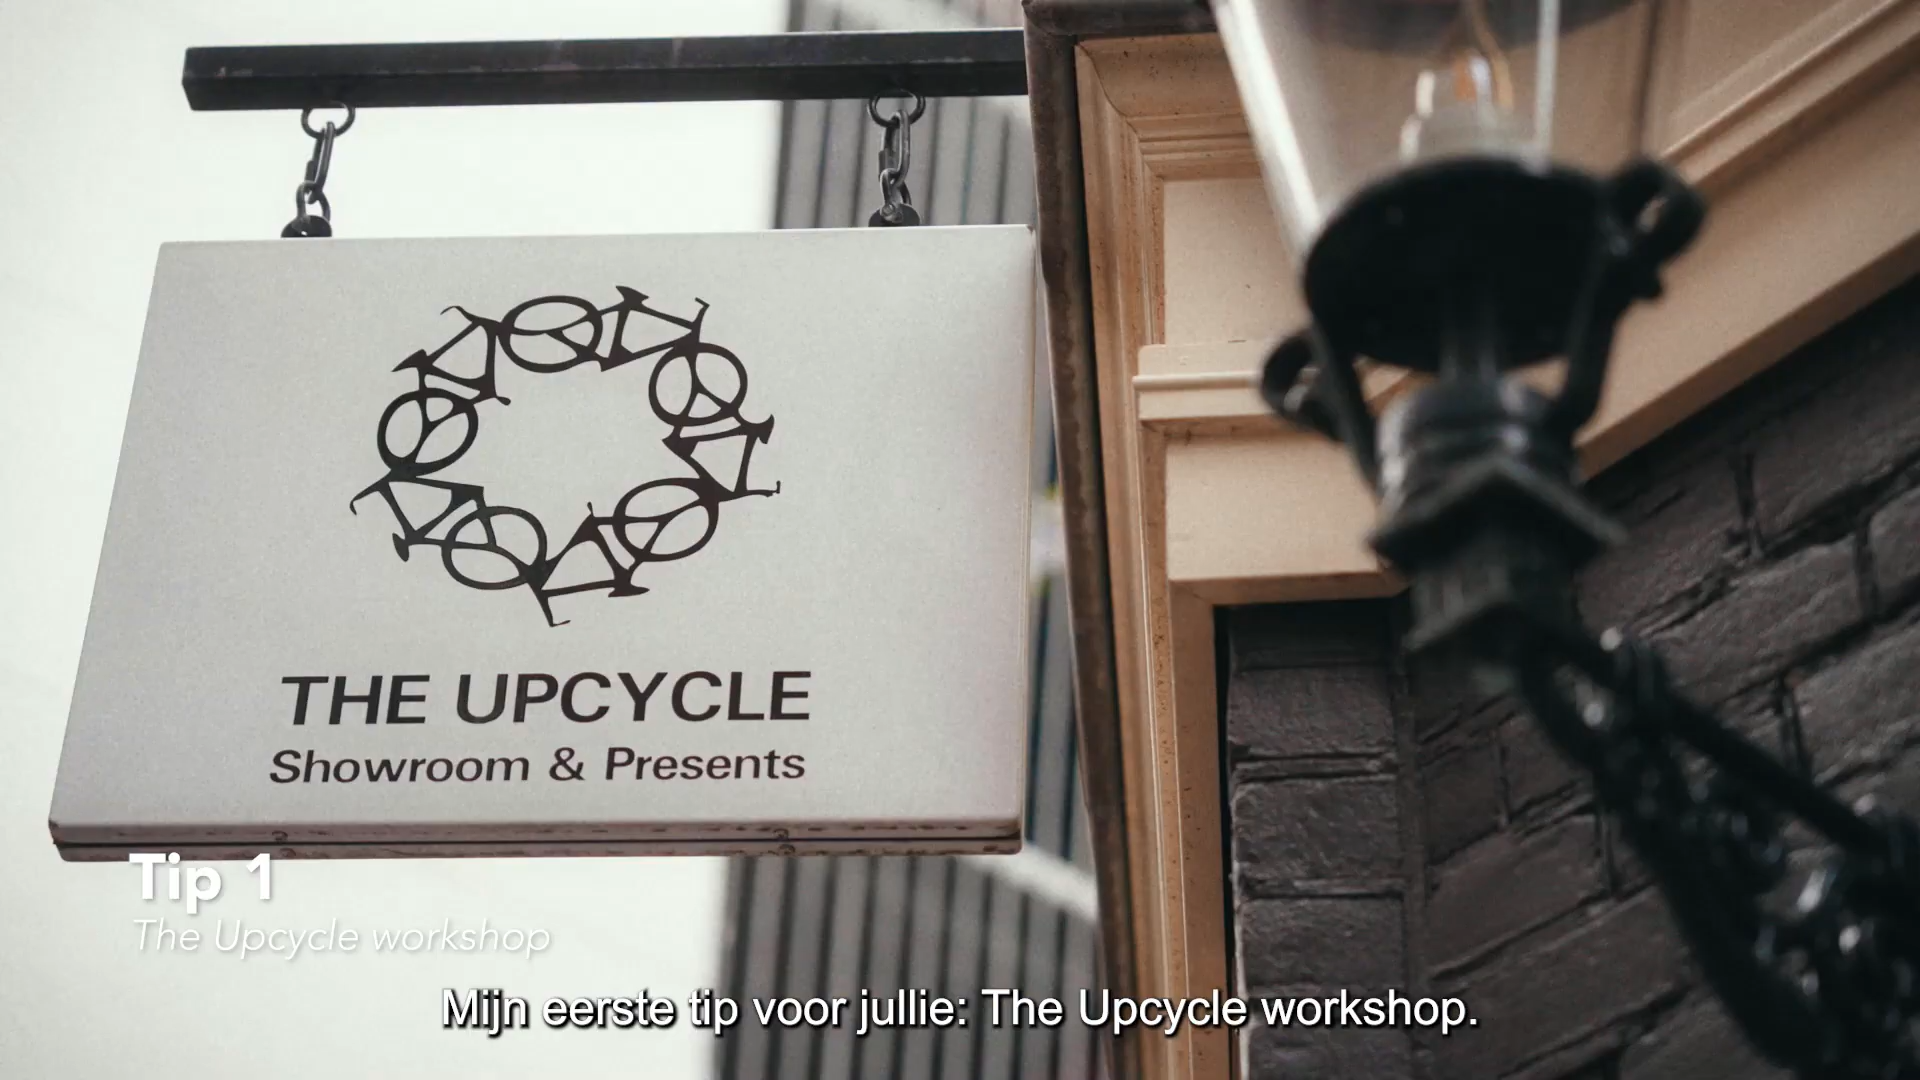 THE UPCYCLE
Showroom & Presents
Tip 1
The Upcycle workshop
Mijn eerste tip voor jullie: The Upcycle workshop.